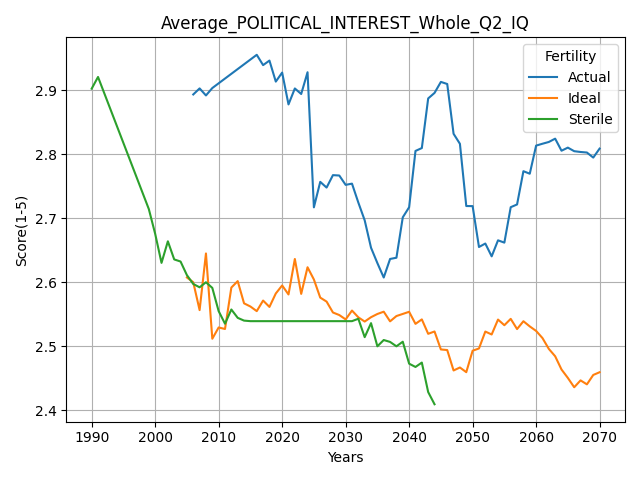 Average_POLITICAL_INTEREST_Whole_Q2_IQ
Fertility
Actual
Ideal
Sterile
Score(1-5)
2.9
2.8
2.7
2.6
2.5
2.4
1990 2000 2010 2020 2030 2040 2050 2060 2070
Years